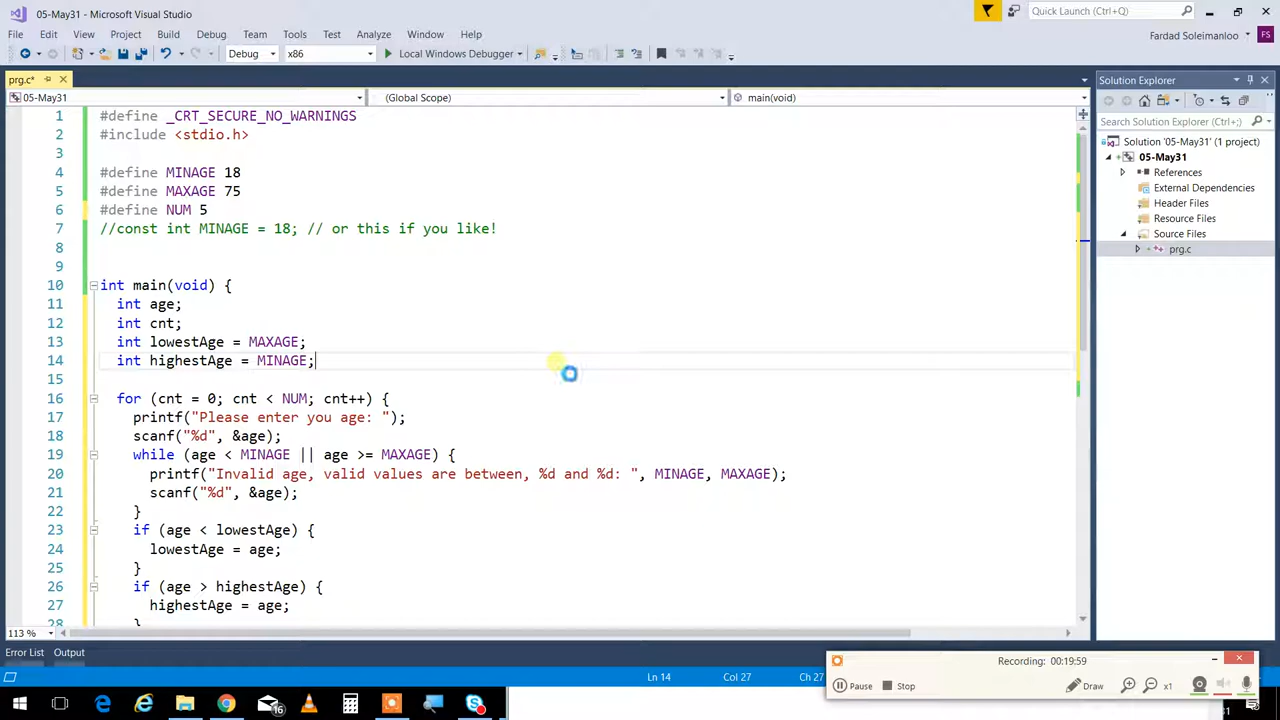 05-May31 - Microsoft Visual Studio
Quick Launch (Ctrl+Q)
File Edit View Project Build Debug Team Tools Test Analyze Window Help
Fardad Soleimanloo FS
Debug x86 Local Windows Debugger
prg.c*
Solution Explorer
05-May31 (Global Scope) main(void)
Search Solution Explorer (Ctrl+;)
Solution '05-May31' (1 project)
05-May31
References
External Dependencies
Header Files
Resource Files
Source Files
prg.c
1 #define _CRT_SECURE_NO_WARNINGS
2 #include <stdio.h>
3
4 #define MINAGE 18
5 #define MAXAGE 75
6 #define NUM 5
7 //const int MINAGE = 18; // or this if you like!
8
9
10 int main(void) {
11 int age;
12 int cnt;
13 int lowestAge = MAXAGE;
14 int highestAge = MINAGE;
15
16 for (cnt = 0; cnt < NUM; cnt++) {
17 printf("Please enter you age: ");
18 scanf("%d", &age);
19 while (age < MINAGE || age >= MAXAGE) {
20 printf("Invalid age, valid values are between, %d and %d: ", MINAGE, MAXAGE);
21 scanf("%d", &age);
22 }
23 if (age < lowestAge) {
24 lowestAge = age;
25 }
26 if (age > highestAge) {
27 highestAge = age;
28 }
113 %
Error List Output
Ln 14 Col 27 Ch 27
Recording: 00:19:59
Pause Stop Draw x1
16